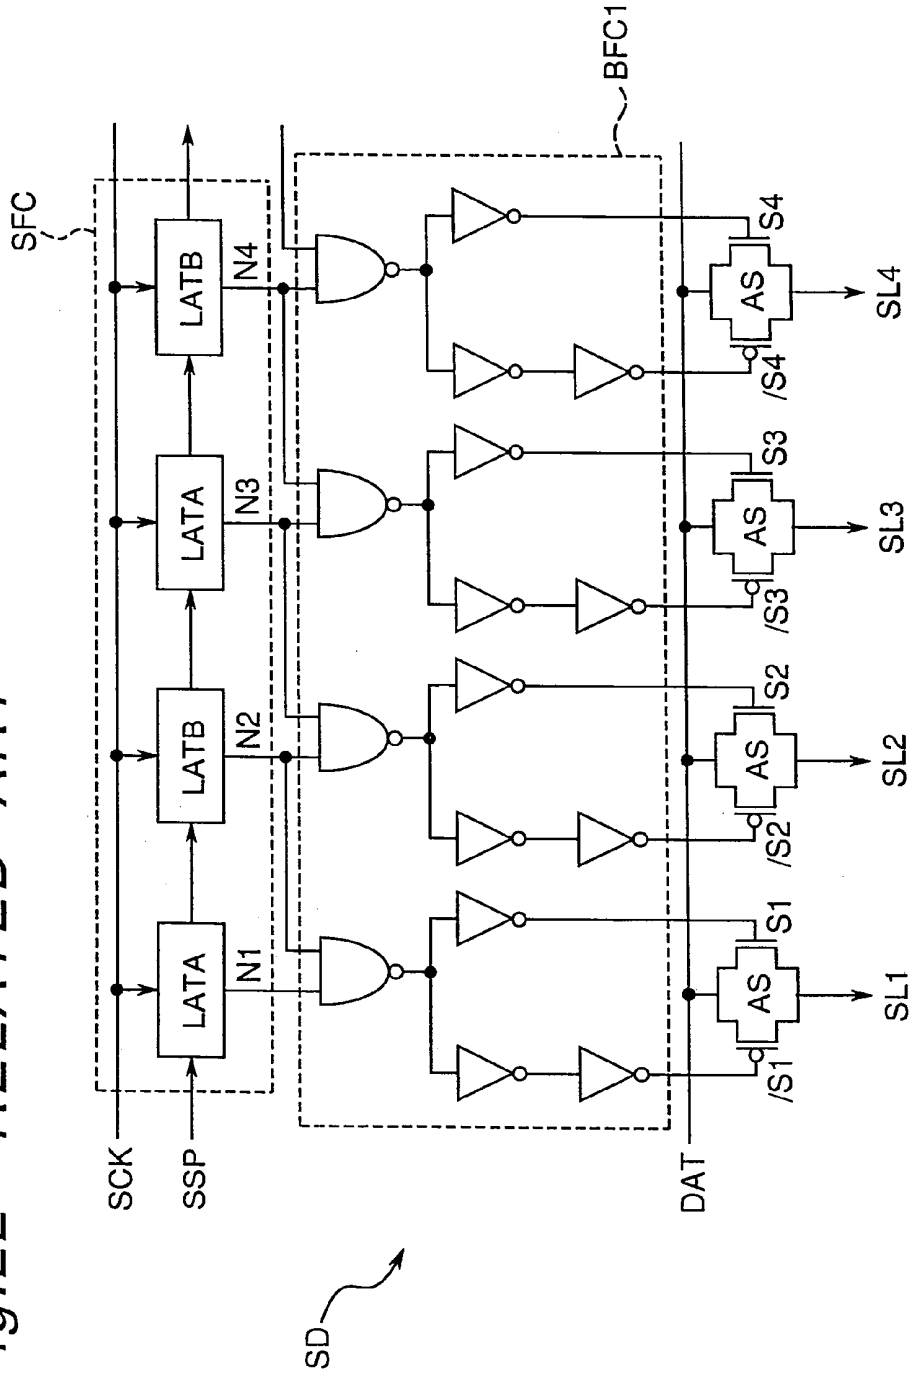 RELATED ART
SFC
SCK
SSP
LATA
LATB
LATA
LATB
N1
N2
N3
N4
SD
BFC1
DAT
AS
AS
AS
AS
/S1
S1
/S2
S2
/S3
S3
/S4
S4
SL1
SL2
SL3
SL4